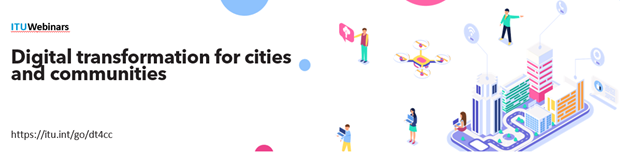 ITUWebinars
Digital transformation for cities
and communities
https://itu.int/go/dt4cc